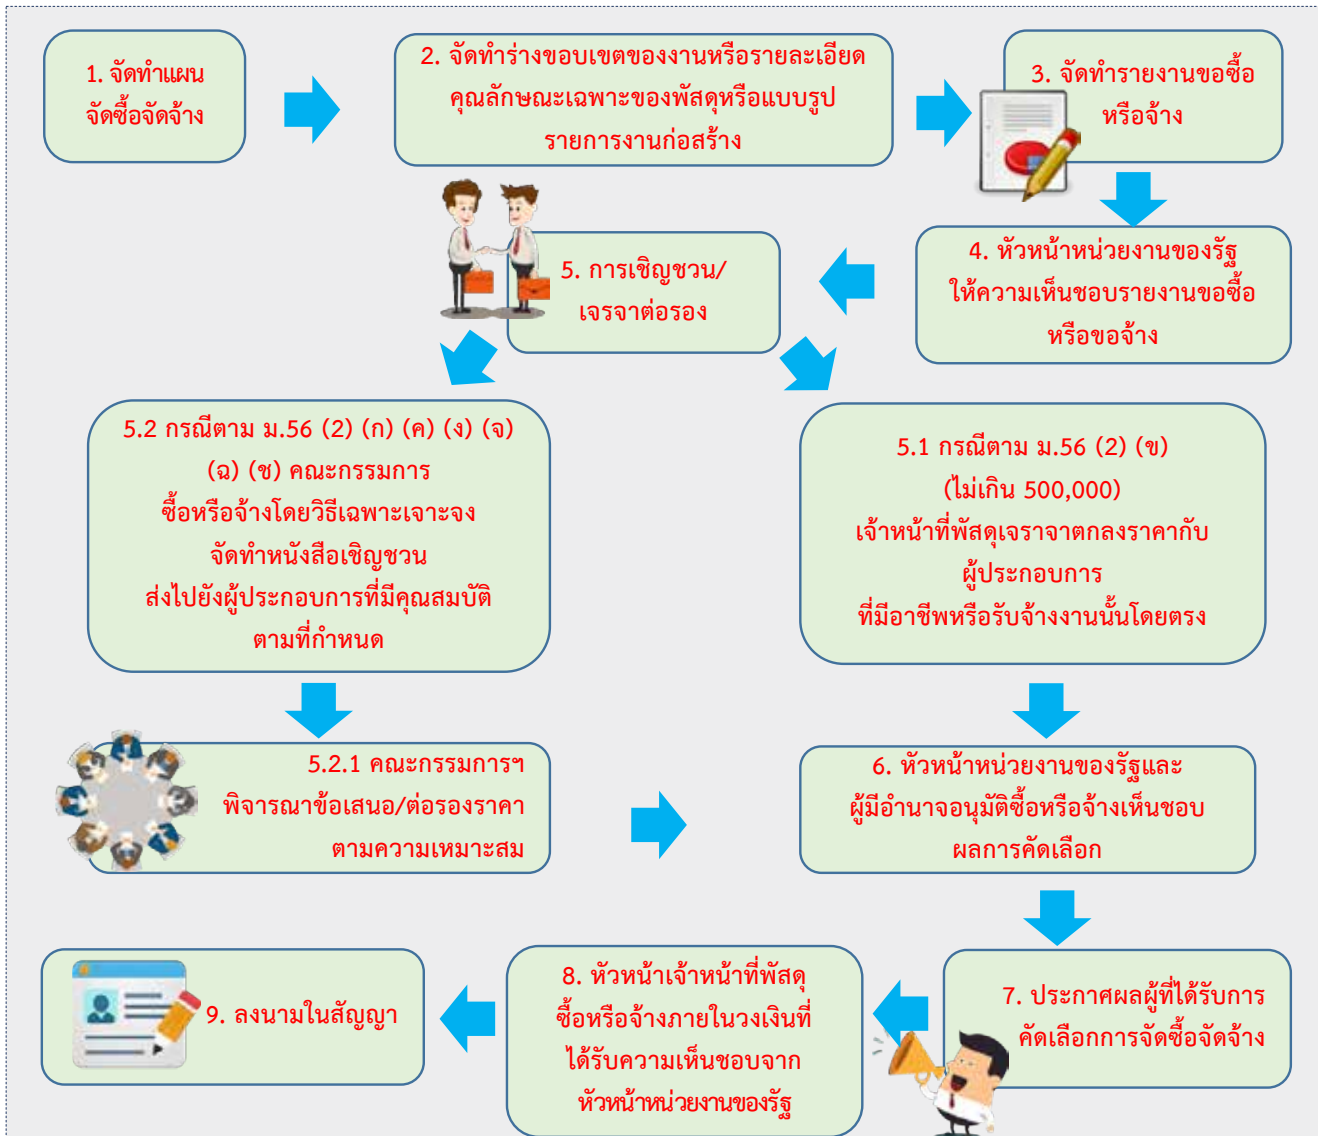 1. จัดทำแผน
จัดซื้อจัดจ้าง
2. จัดทำร่างขอบเขตของงานหรือรายละเอียด
คุณลักษณะเฉพาะของพัสดุหรือแบบรูป
รายการงานก่อสร้าง
3. จัดทำรายงานขอซื้อ
หรือจ้าง
4. หัวหน้าหน่วยงานของรัฐ
ให้ความเห็นชอบรายงานขอซื้อ
หรือขอจ้าง
5. การเชิญชวน/
เจรจาต่อรอง
5.2 กรณีตาม ม.56 (2) (ก) (ค) (ง) (จ)
(ฉ) (ช) คณะกรรมการ
ซื้อหรือจ้างโดยวิธีเฉพาะเจาะจง
จัดทำหนังสือเชิญชวน
ส่งไปยังผู้ประกอบการที่มีคุณสมบัติ
ตามที่กำหนด
5.1 กรณีตาม ม.56 (2) (ข)
(ไม่เกิน 500,000)
เจ้าหน้าที่พัสดุเจราจาตกลงราคากับ
ผู้ประกอบการ
ที่มีอาชีพหรือรับจ้างงานนั้นโดยตรง
5.2.1 คณะกรรมการฯ
พิจารณาข้อเสนอ/ต่อรองราคา
ตามความเหมาะสม
6. หัวหน้าหน่วยงานของรัฐและ
ผู้มีอำนาจอนุมัติซื้อหรือจ้างเห็นชอบ
ผลการคัดเลือก
7. ประกาศผลผู้ที่ได้รับการ
คัดเลือกการจัดซื้อจัดจ้าง
8. หัวหน้าเจ้าหน้าที่พัสดุ
ซื้อหรือจ้างภายในวงเงินที่
ได้รับความเห็นชอบจาก
หัวหน้าหน่วยงานของรัฐ
9. ลงนามในสัญญา